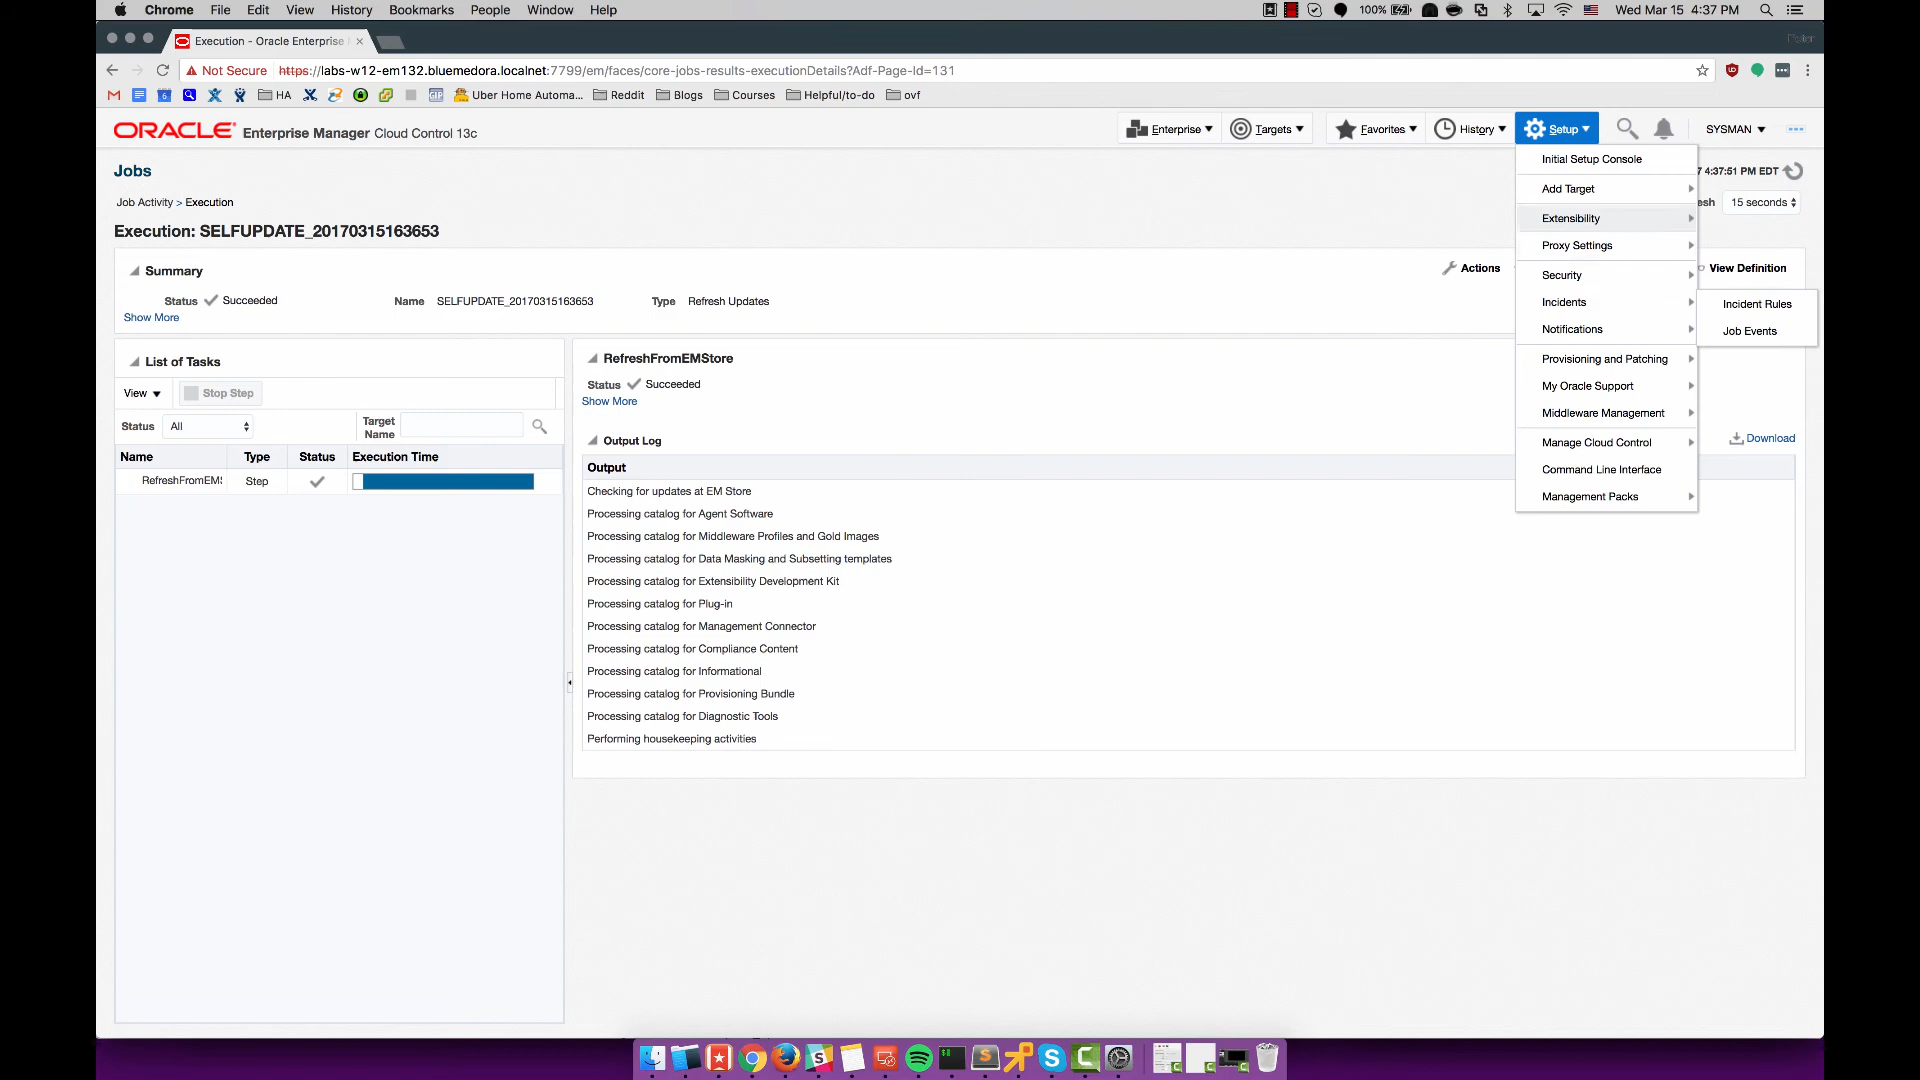 Chrome File Edit View History Bookmarks People Window Help 100% Wed Mar 15 4:37 PM
Execution - Oracle Enterprise
Not Secure https://labs-w12-em132.bluemedora.localnet:7799/em/faces/core-jobs-results-executionDetails?Adf-Page-Id=131
HA Uber Home Automa... Reddit Blogs Courses Helpful/to-do ovf
ORACLE Enterprise Manager Cloud Control 13c Enterprise Targets Favorites History Setup SYSMAN
Jobs
7 4:37:51 PM EDT
Job Activity > Execution
esh 15 seconds
Execution: SELFUPDATE_20170315163653
Initial Setup Console
Add Target
Extensibility
Proxy Settings
Security
Incidents
Notifications
Provisioning and Patching
My Oracle Support
Middleware Management
Manage Cloud Control
Command Line Interface
Management Packs
Incident Rules
Job Events
Summary
Actions
View Definition
Status Succeeded Name SELFUPDATE_20170315163653 Type Refresh Updates
Show More
List of Tasks
View Stop Step
Status All Target Name
Name Type Status Execution Time
RefreshFromEMS Step
RefreshFromEMStore
Status Succeeded
Show More
Output Log
Download
Output
Checking for updates at EM Store
Processing catalog for Agent Software
Processing catalog for Middleware Profiles and Gold Images
Processing catalog for Data Masking and Subsetting templates
Processing catalog for Extensibility Development Kit
Processing catalog for Plug-in
Processing catalog for Management Connector
Processing catalog for Compliance Content
Processing catalog for Informational
Processing catalog for Provisioning Bundle
Processing catalog for Diagnostic Tools
Performing housekeeping activities